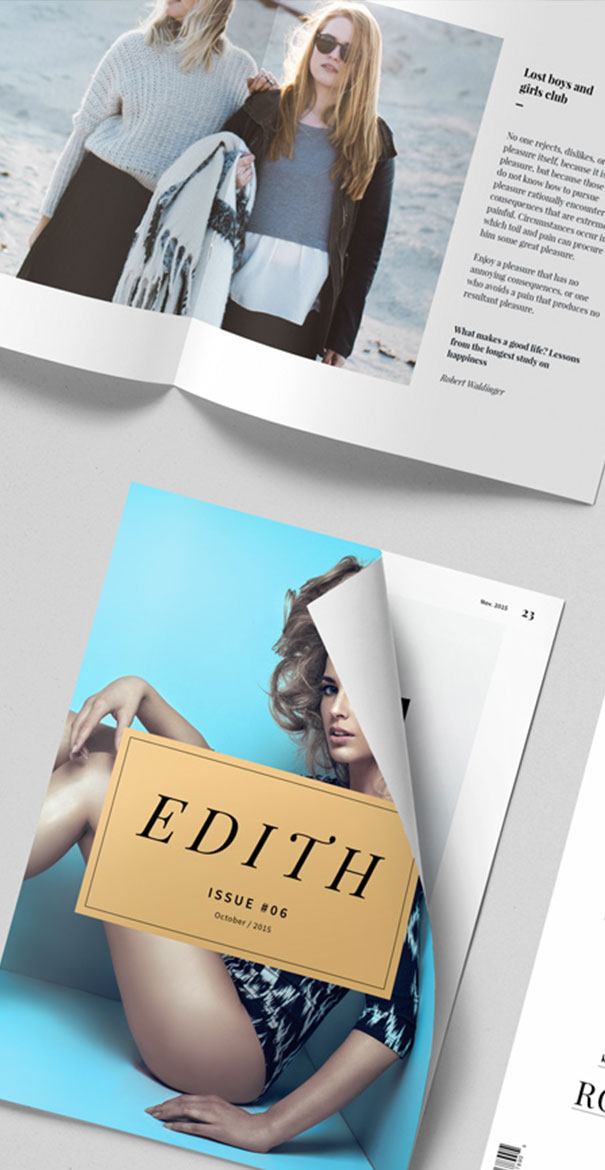 Lost boys and
girls club
No one rejects, dislikes, or
pleasure itself, because it is
pleasure, but because those
do not know how to pursue
pleasure rationally encounter
consequences that are extreme
painful. Circumstances occur in
which toil and pain can procure
him some great pleasure.
Enjoy a pleasure that has no
annoying consequences, or one
who avoids a pain that produces no
resultant pleasure.
What makes a good life? Lessons
from the longest study on
happiness
Robert Waldinger
Nov. 2015 23
EDITH
ISSUE #06
October / 2015
RO